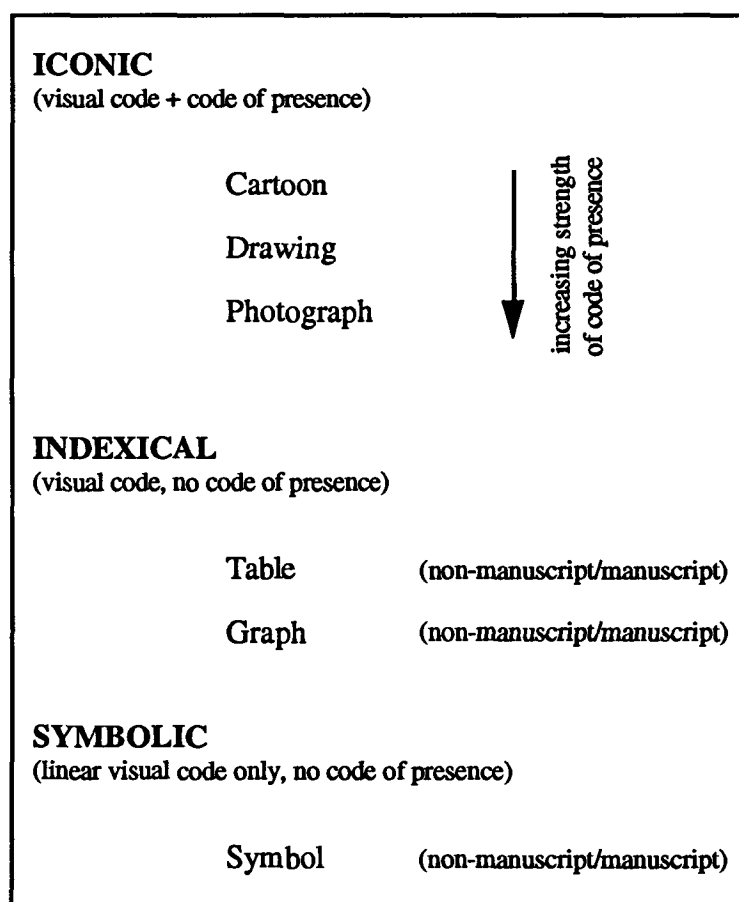 ICONIC
(visual code + code of presence)
Cartoon
Drawing
Photograph
increasing strength
of code of presence
INDEXICAL
(visual code, no code of presence)
Table (non-manuscript/manuscript)
Graph (non-manuscript/manuscript)
SYMBOLIC
(linear visual code only, no code of presence)
Symbol (non-manuscript/manuscript)